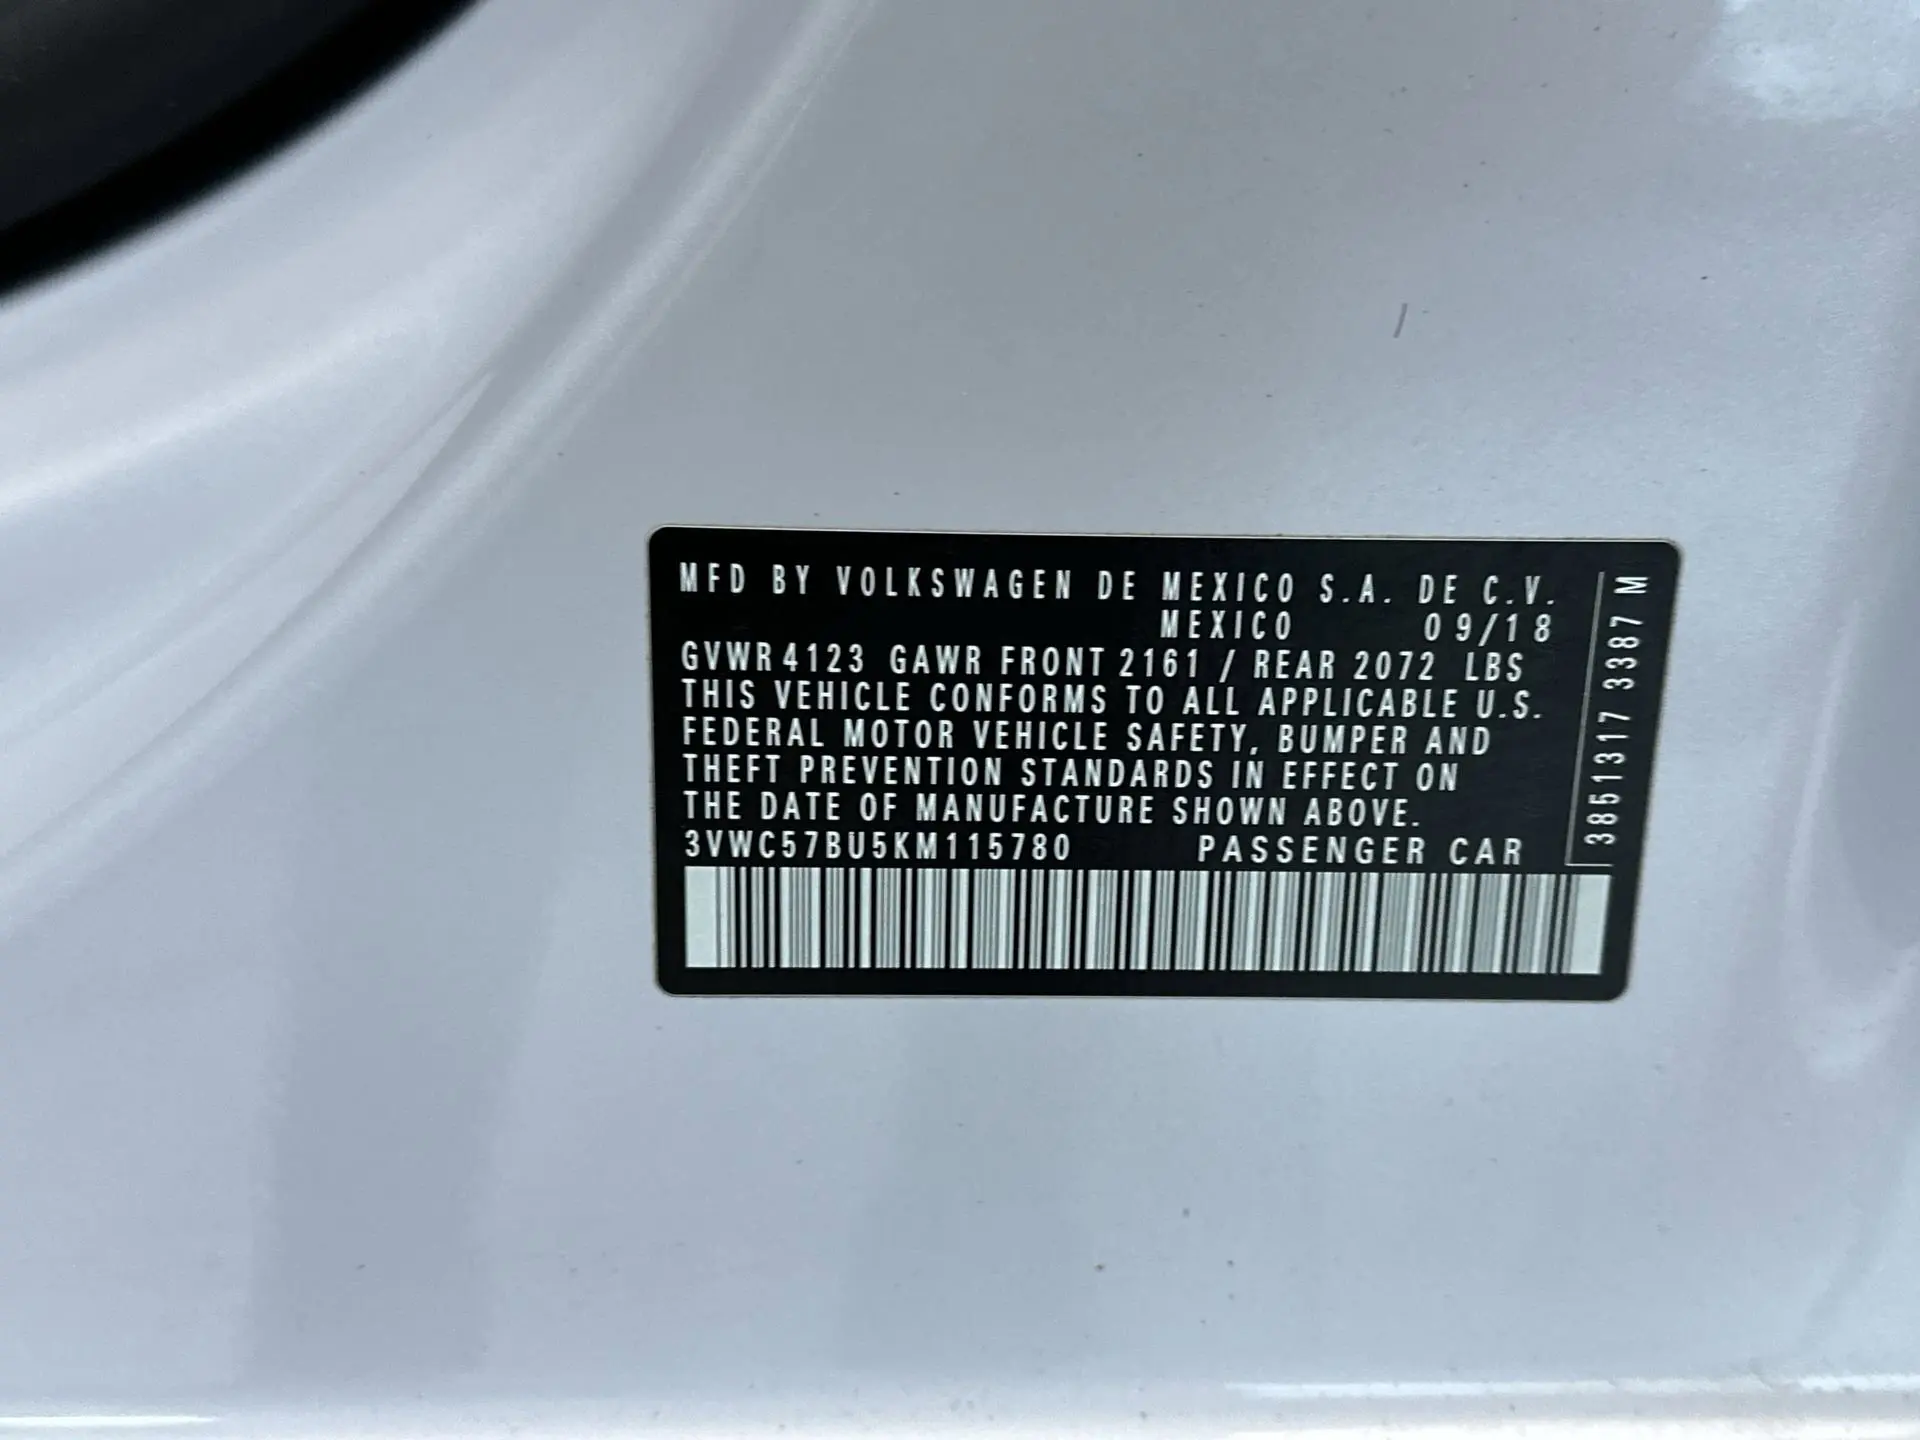 MFD BY VOLKSWAGEN DE MEXICO S.A. DE C.V.
MEXICO 09/18
GVWR 4123 GAWR FRONT 2161 / REAR 2072 LBS
THIS VEHICLE CONFORMS TO ALL APPLICABLE U.S.
FEDERAL MOTOR VEHICLE SAFETY, BUMPER AND
THEFT PREVENTION STANDARDS IN EFFECT ON
THE DATE OF MANUFACTURE SHOWN ABOVE.
3VWC57BU5KM115780 PASSENGER CAR
3851317 3387 M